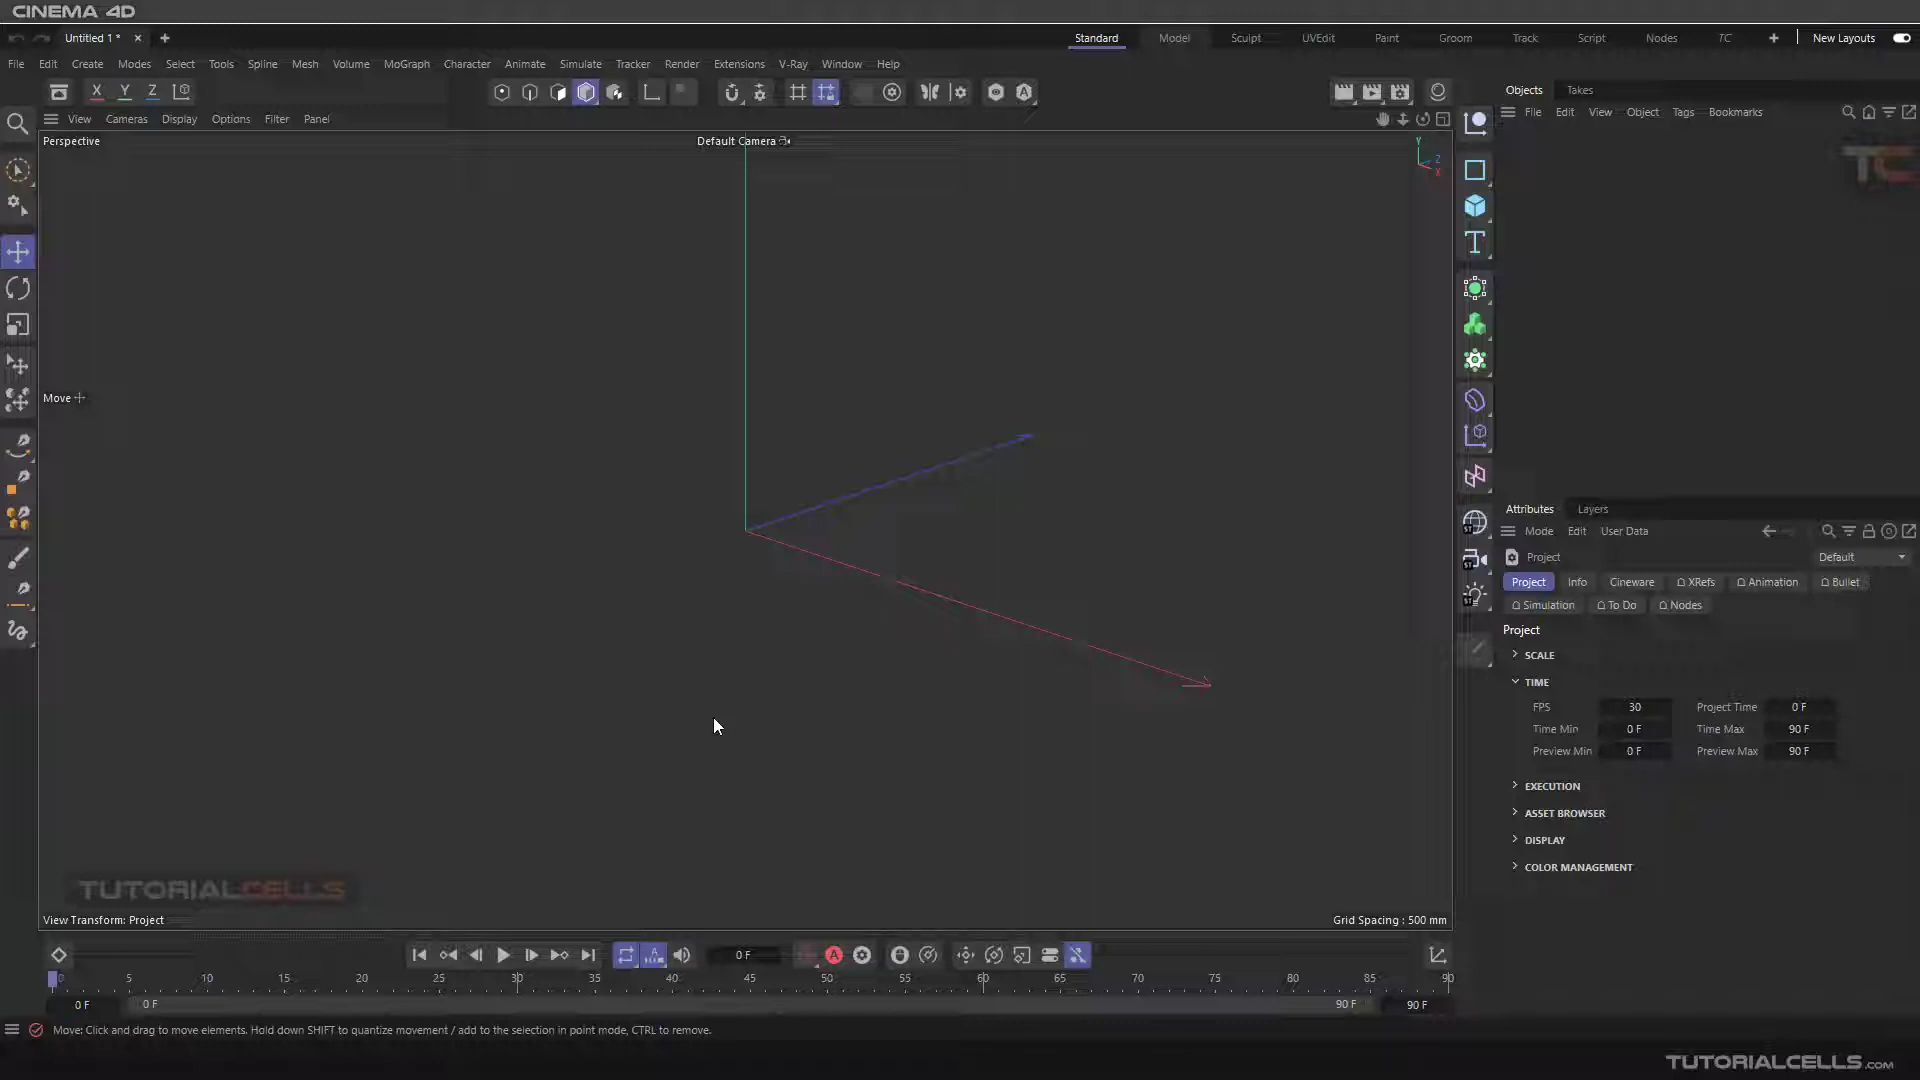 CINEMA 4D
Untitled 1 *
Standard Model Sculpt UVEdit Paint Groom Track Script Nodes TC New Layouts
File Edit Create Modes Select Tools Spline Mesh Volume MoGraph Character Animate Simulate Tracker Render Extensions V-Ray Window Help
X Y Z
Objects Takes
File Edit View Object Tags Bookmarks
View Cameras Display Options Filter Panel
Perspective
Default Camera
Y
Z
X
TC
Move
Attributes Layers
Mode Edit User Data
Project
Default
Project Info Cineware XRefs Animation Bullet
Simulation To Do Nodes
Project
SCALE
TIME
FPS 30 Project Time 0 F
Time Min 0 F Time Max 90 F
Preview Min 0 F Preview Max 90 F
EXECUTION
ASSET BROWSER
DISPLAY
COLOR MANAGEMENT
TUTORIALCELLS
View Transform: Project
Grid Spacing : 500 mm
0 F
0 5 10 15 20 25 30 35 40 45 50 55 60 65 70 75 80 85 90
0 F 0 F 90 F 90 F
Move: Click and drag to move elements. Hold down SHIFT to quantize movement / add to the selection in point mode, CTRL to remove.
TUTORIALCELLS.COM